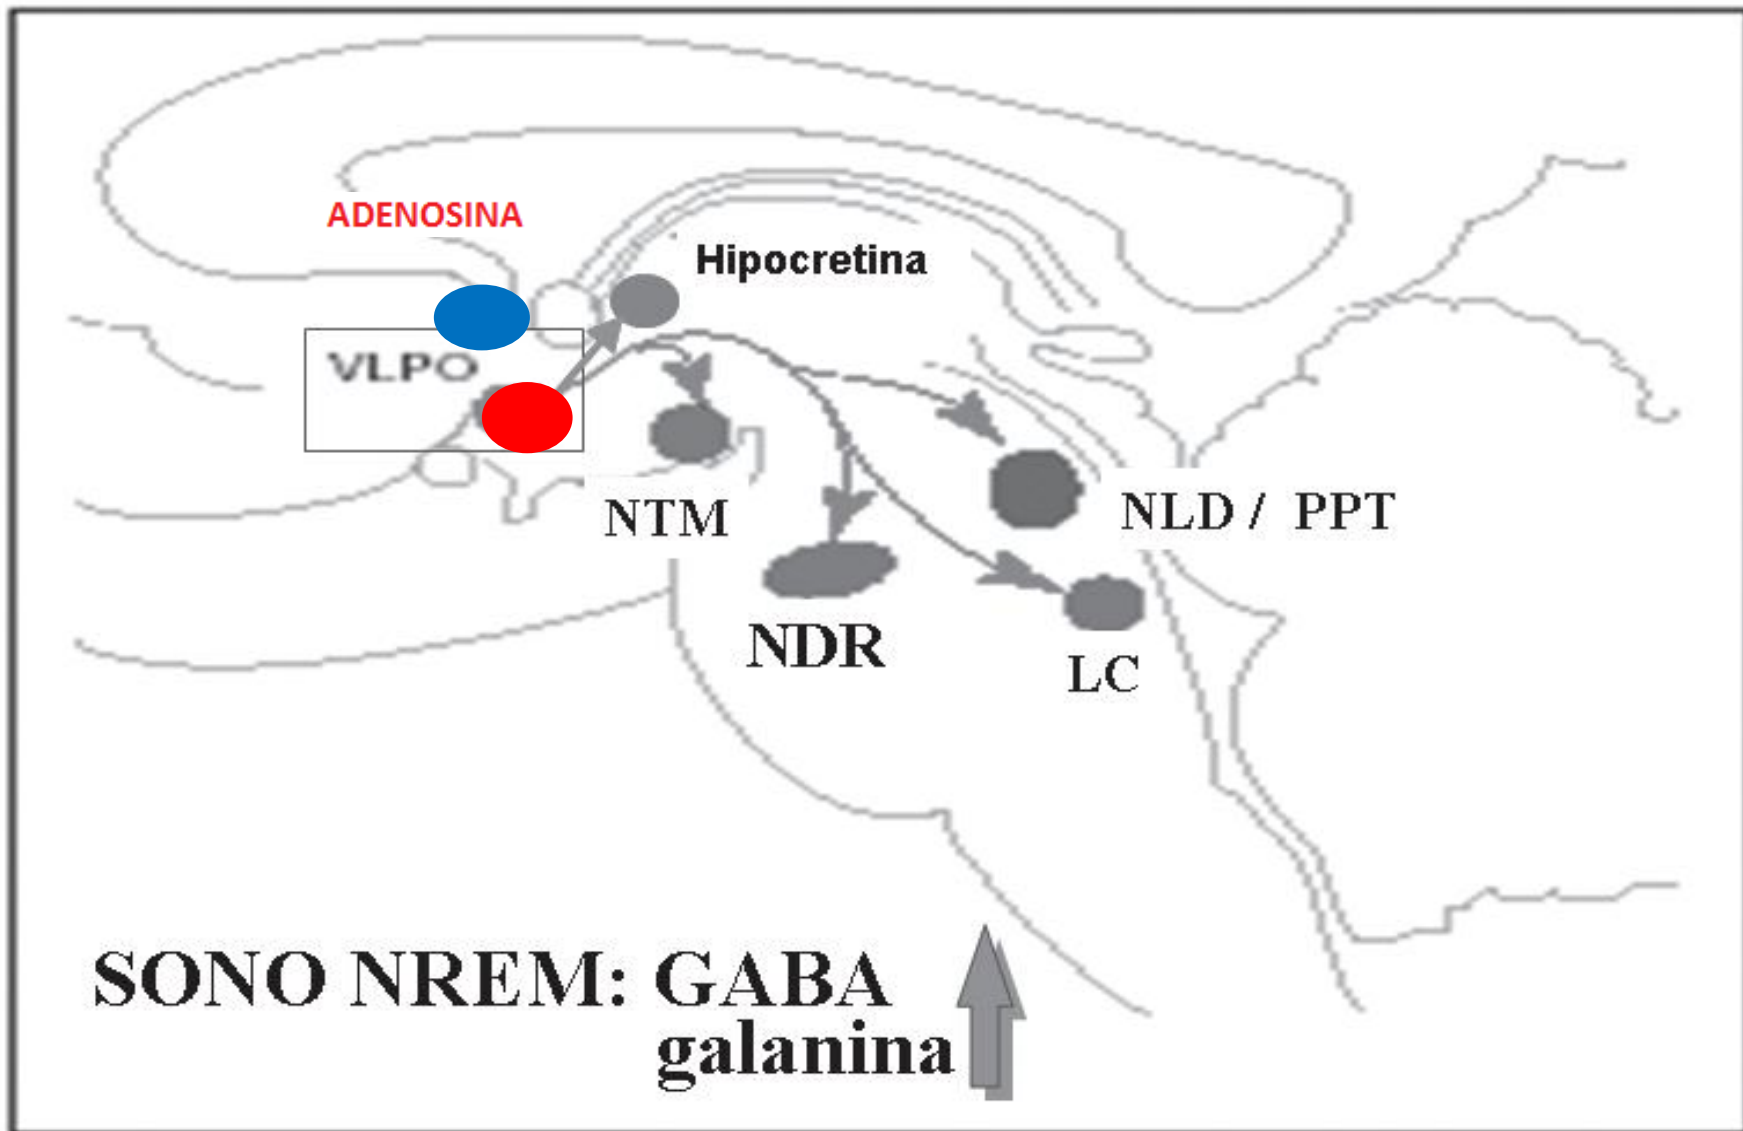 ADENOSINA
Hipocretina
VLPO
NTM
NLD / PPT
NDR
LC
SONO NREM: GABA
galanina